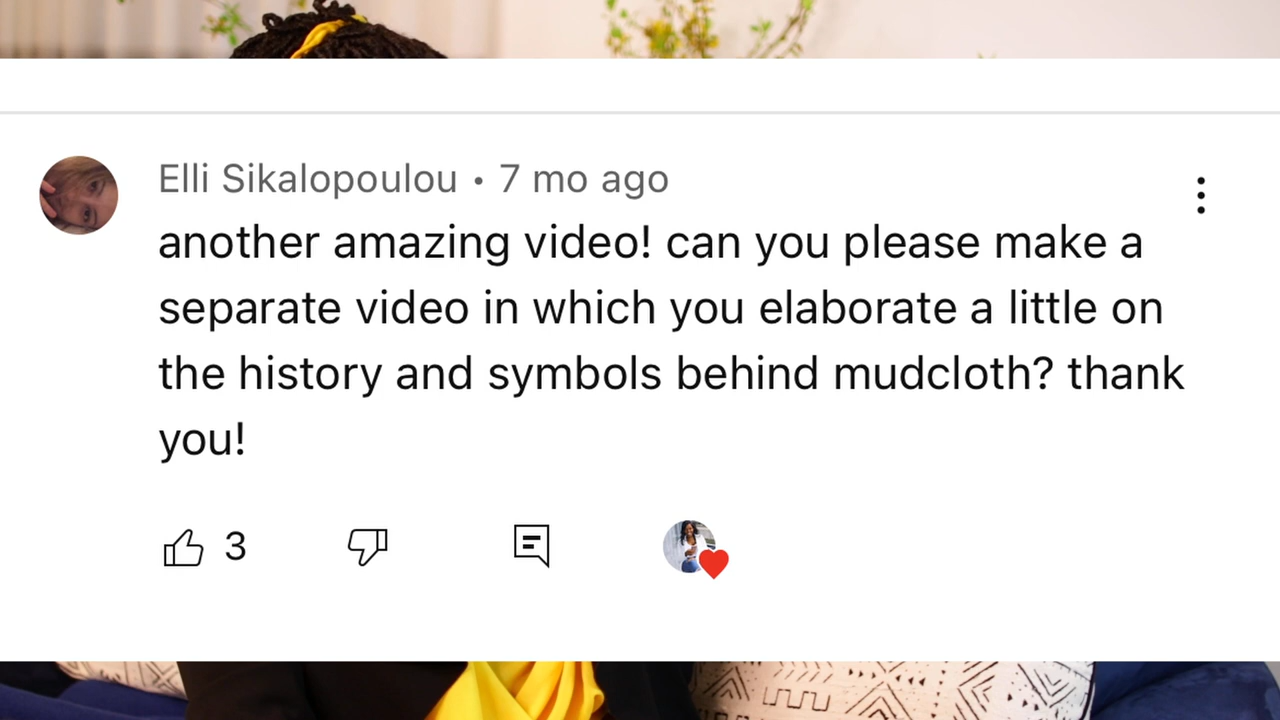 Elli Sikalopoulou • 7 mo ago
another amazing video! can you please make a
separate video in which you elaborate a little on
the history and symbols behind mudcloth? thank
you!
3